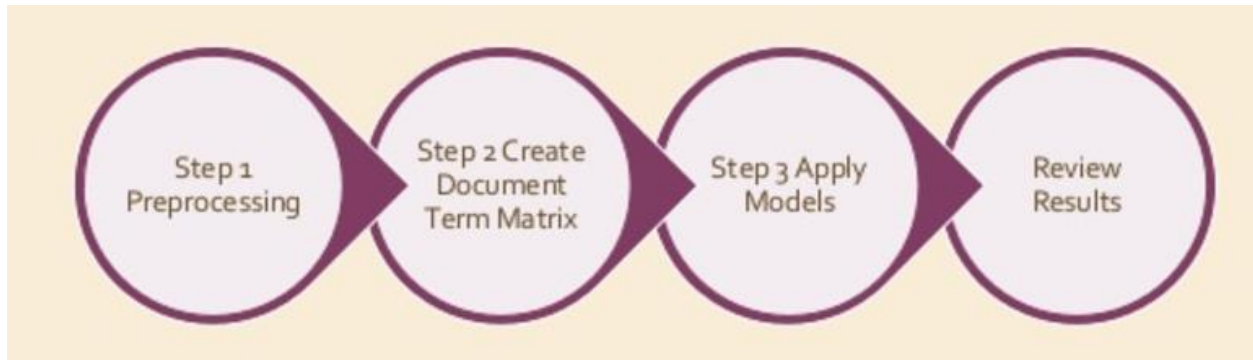 Step 1
Preprocessing
Step 2 Create
Document
Term Matrix
Step 3 Apply
Models
Review
Results